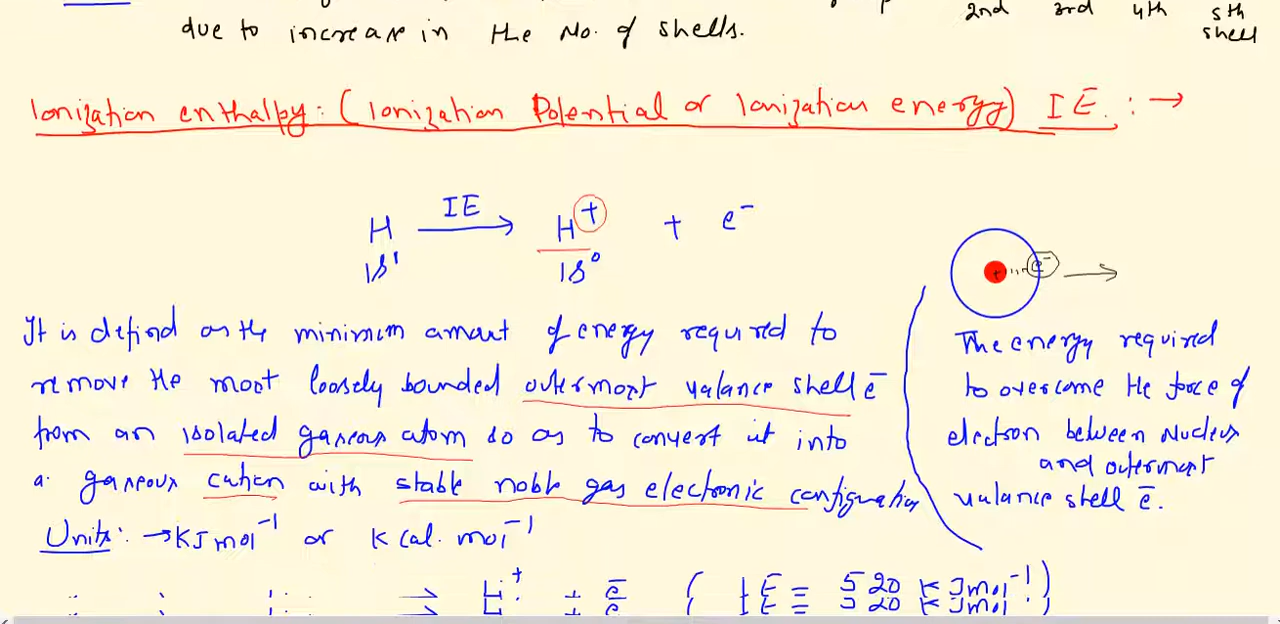 2nd 3rd 4th 5th
due to increase in the No. of shells. shell
Ionization enthalpy: (Ionization Potential or Ionization energy) IE. : →
H IE → H+ + e-
1s¹ 1s⁰
+ e-
It is defind as the minimum amout of energy required to
remove the most loosely bounded outermost valance shell e̅
from an isolated gaseous atom so as to convert it into
a gaseous cation with stable noble gas electronic configuration
Units: → KJ mol⁻¹ or K cal. mol⁻¹
The energy required
to overcome the force of
electron between Nucleus
and outermost
valance shell e̅.
+ e̅ ( IE = 520 KJmol⁻¹)